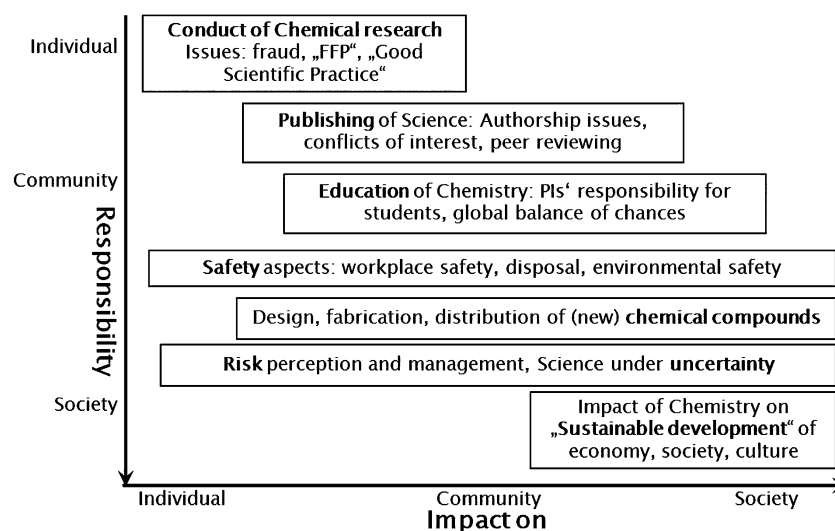 Individual
Conduct of Chemical research
Issues: fraud, „FFP“, „Good
Scientific Practice“
Publishing of Science: Authorship issues,
conflicts of interest, peer reviewing
Community
Education of Chemistry: PIs‘ responsibility for
students, global balance of chances
Responsibility
Safety aspects: workplace safety, disposal, environmental safety
Design, fabrication, distribution of (new) chemical compounds
Risk perception and management, Science under uncertainty
Society
Impact of Chemistry on
„Sustainable development“ of
economy, society, culture
Individual
Community
Society
Impact on